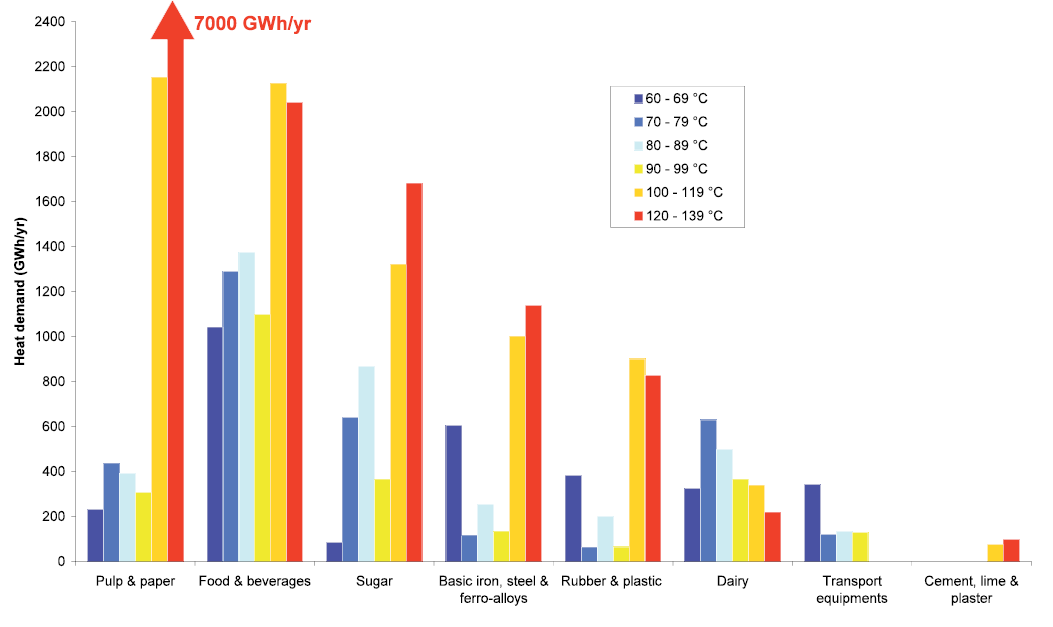 7000 GWh/yr
Heat demand (GWh/yr)
2400
2200
2000
1800
1600
1400
1200
1000
800
600
400
200
0
60 - 69 °C
70 - 79 °C
80 - 89 °C
90 - 99 °C
100 - 119 °C
120 - 139 °C
Pulp & paper
Food & beverages
Sugar
Basic iron, steel &
ferro-alloys
Rubber & plastic
Dairy
Transport
equipments
Cement, lime &
plaster